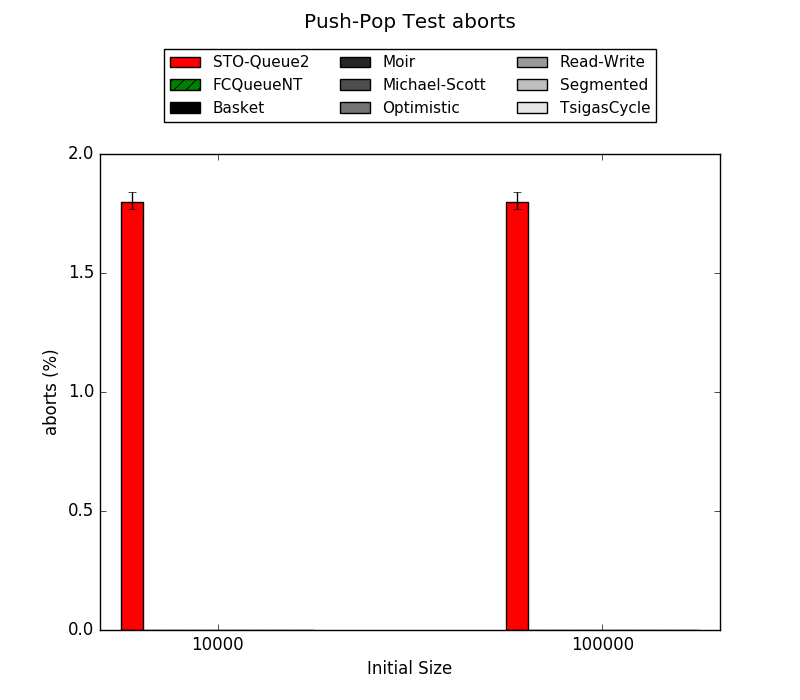 Push-Pop Test aborts
STO-Queue2 Moir Read-Write
FCQueueNT Michael-Scott Segmented
Basket Optimistic TsigasCycle
2.0
1.5
1.0
0.5
0.0
aborts (%)
10000 100000
Initial Size